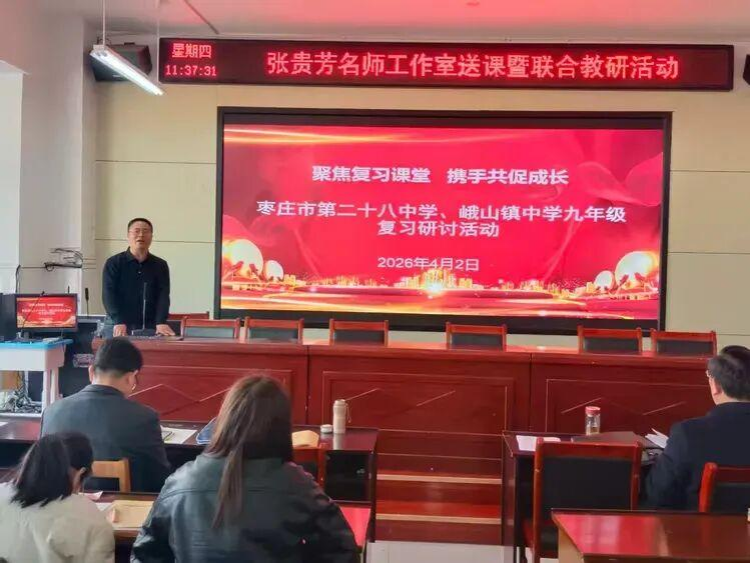 星期四
11:37:31
张贵芳名师工作室送课暨联合教研活动
聚焦复习课堂 携手共促成长
枣庄市第二十八中学、峨山镇中学九年级
复习研讨活动
2026年4月2日